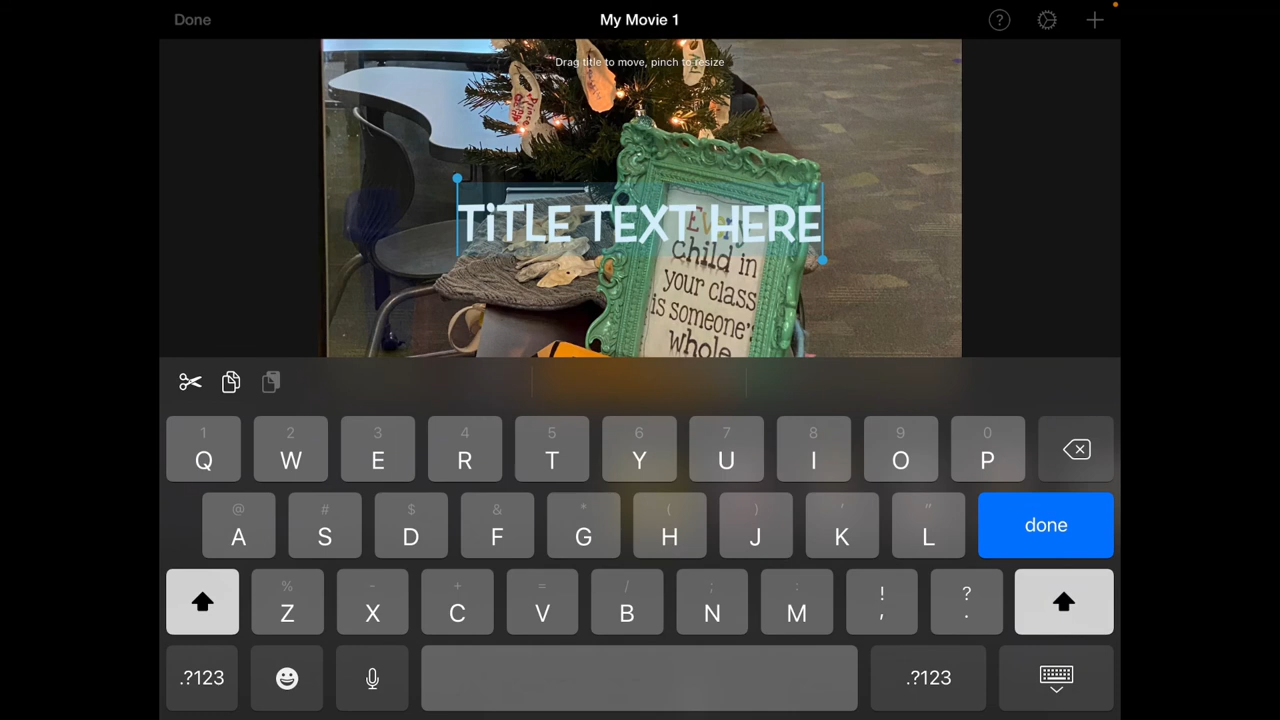 Done
My Movie 1
?
Drag title to move, pinch to resize
TiTLE TEXT HERE
Every
child in
your class
is someone's
whole
1 2 3 4 5 6 7 8 9 0
Q W E R T Y U I O P
@ # $ & * ( ) ' "
A S D F G H J K L
done
% - + = / ; : ! ?
Z X C V B N M , .
.?123
.?123